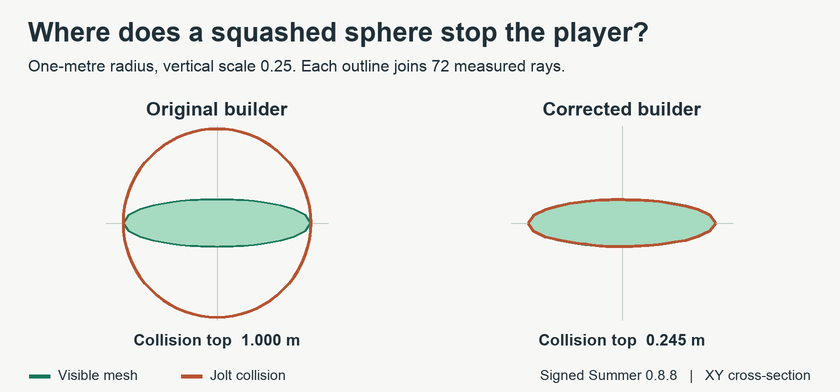 Where does a squashed sphere stop the player?
One-metre radius, vertical scale 0.25. Each outline joins 72 measured rays.
Original builder
Corrected builder
Collision top 1.000 m
Collision top 0.245 m
Visible mesh
Jolt collision
Signed Summer 0.8.8 | XY cross-section